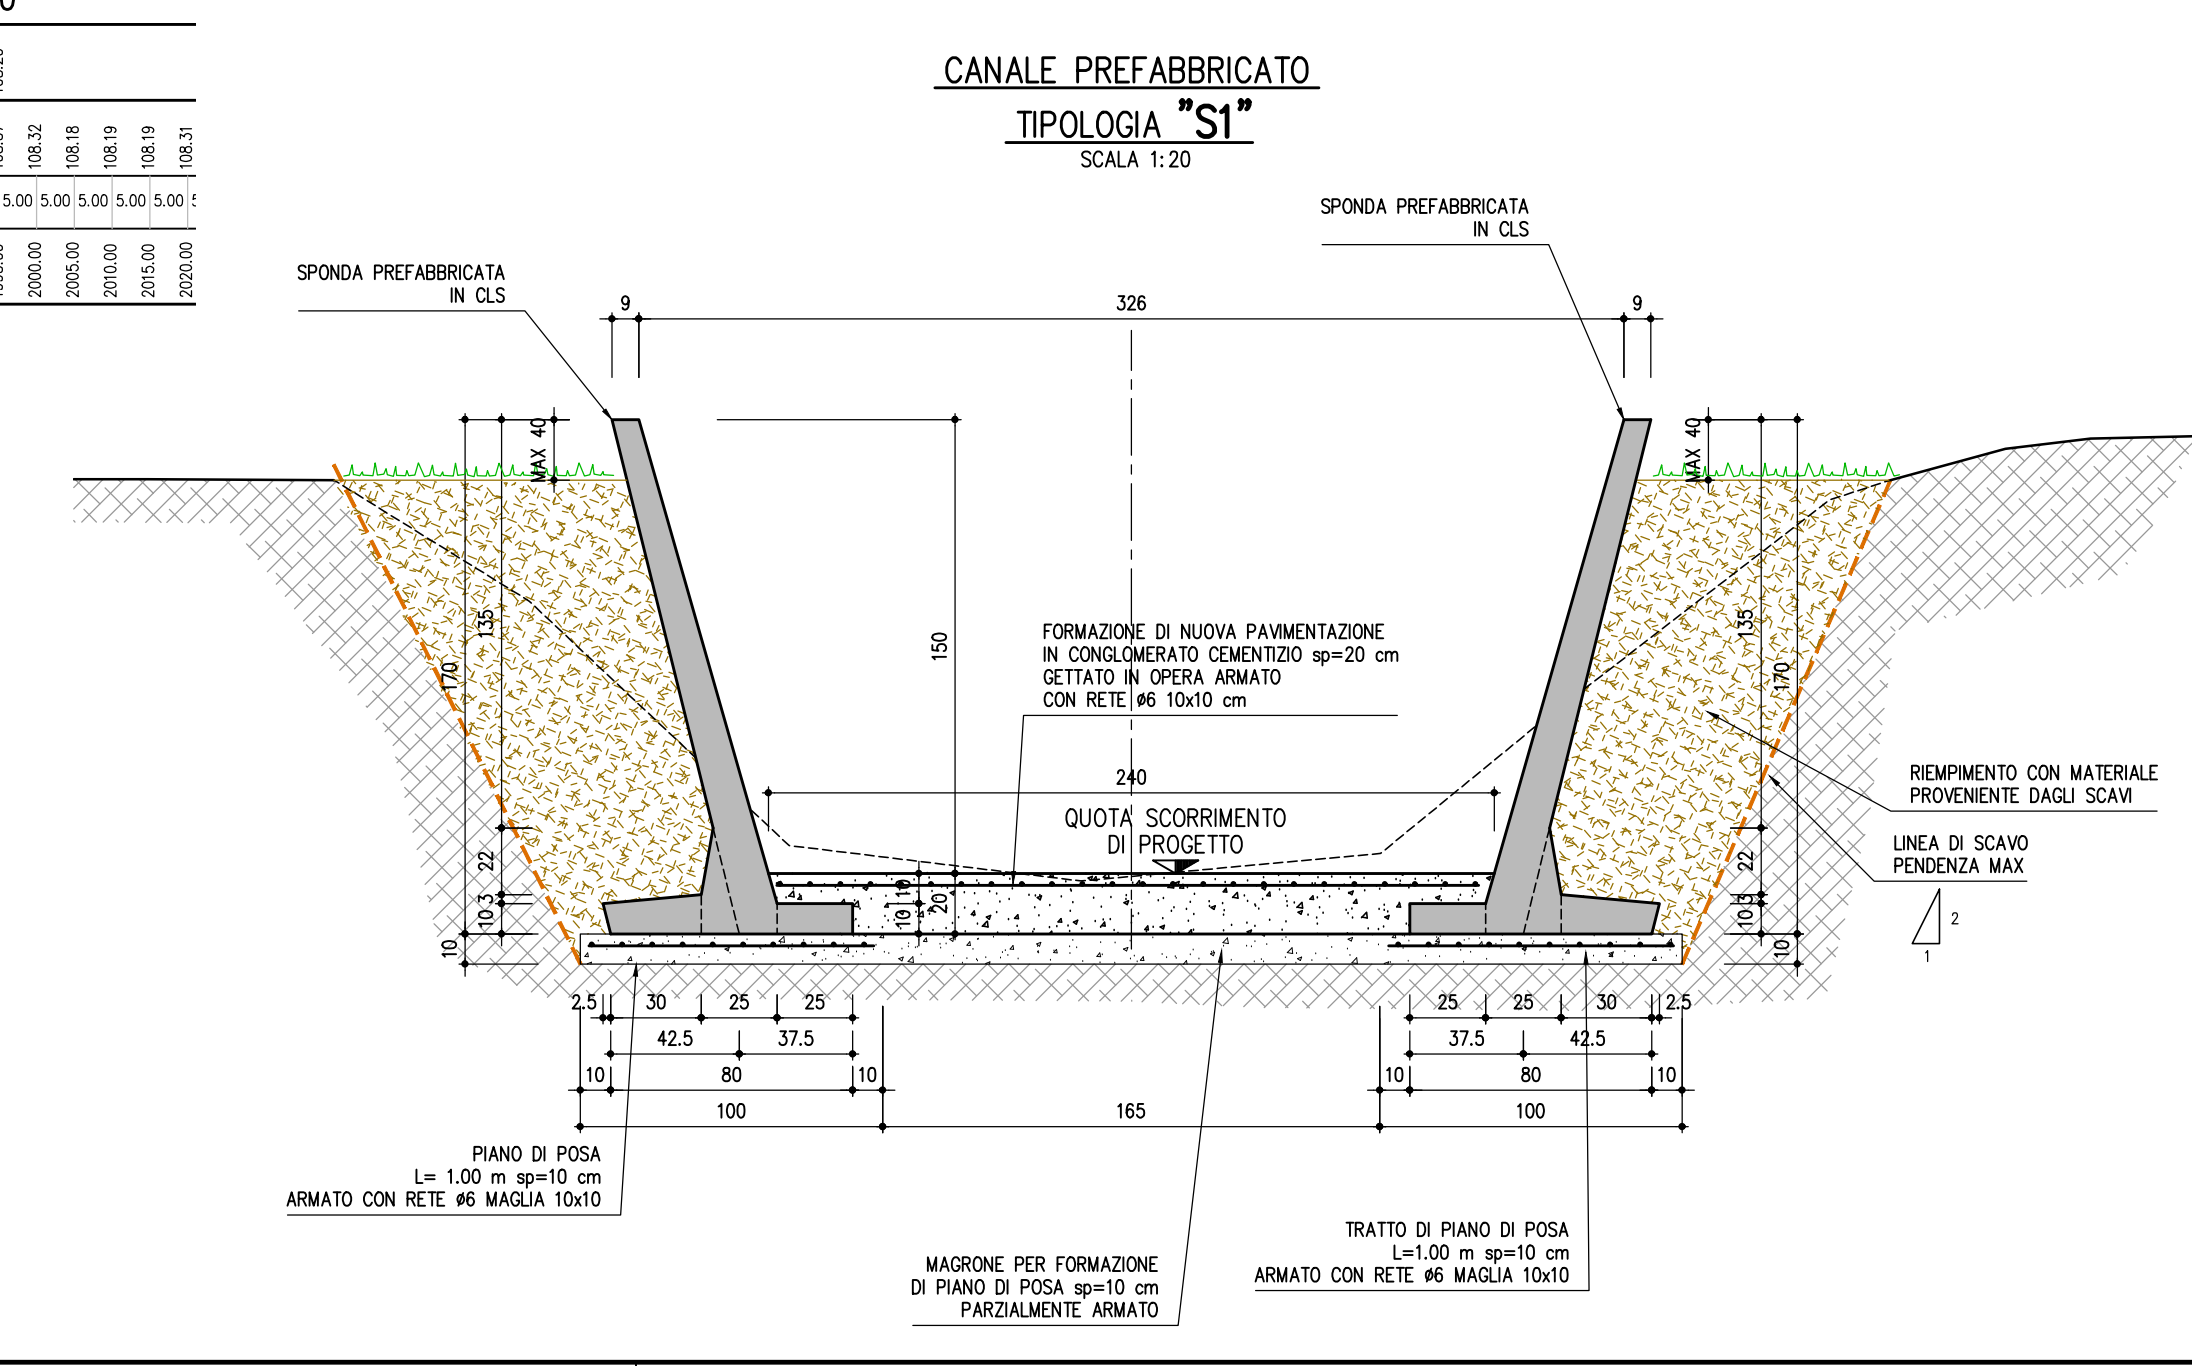 CANALE PREFABBRICATO
TIPOLOGIA "S1"
SCALA 1:20
108.32
108.18
108.19
108.19
108.31
5.00 5.00 5.00 5.00 5.00
2000.00
2005.00
2010.00
2015.00
2020.00
SPONDA PREFABBRICATA
IN CLS
SPONDA PREFABBRICATA
IN CLS
9
326
9
MAX 40
135
170
22
3
10
10
150
MAX 40
135
170
22
3
10
10
FORMAZIONE DI NUOVA PAVIMENTAZIONE
IN CONGLOMERATO CEMENTIZIO sp=20 cm
GETTATO IN OPERA ARMATO
CON RETE ø6 10x10 cm
240
QUOTA SCORRIMENTO
DI PROGETTO
10
10
20
RIEMPIMENTO CON MATERIALE
PROVENIENTE DAGLI SCAVI
LINEA DI SCAVO
PENDENZA MAX
2
1
2.5 30 25 25
25 25 30 2.5
42.5 37.5
37.5 42.5
10 80 10
10 80 10
100 165 100
PIANO DI POSA
L= 1.00 m sp=10 cm
ARMATO CON RETE ø6 MAGLIA 10x10
MAGRONE PER FORMAZIONE
DI PIANO DI POSA sp=10 cm
PARZIALMENTE ARMATO
TRATTO DI PIANO DI POSA
L=1.00 m sp=10 cm
ARMATO CON RETE ø6 MAGLIA 10x10